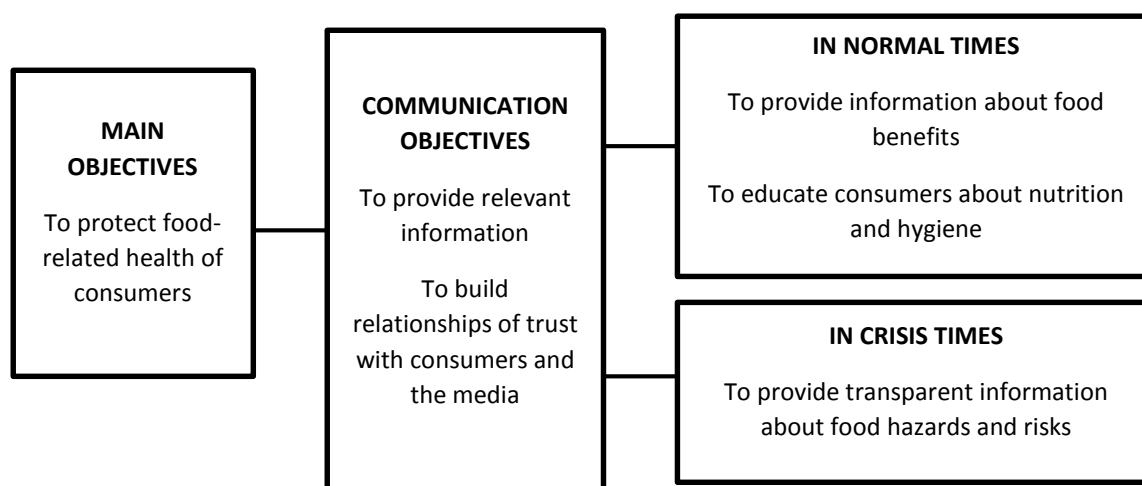 MAIN
OBJECTIVES
To protect food-
related health of
consumers
COMMUNICATION
OBJECTIVES
To provide relevant
information
To build
relationships of trust
with consumers and
the media
IN NORMAL TIMES
To provide information about food
benefits
To educate consumers about nutrition
and hygiene
IN CRISIS TIMES
To provide transparent information
about food hazards and risks